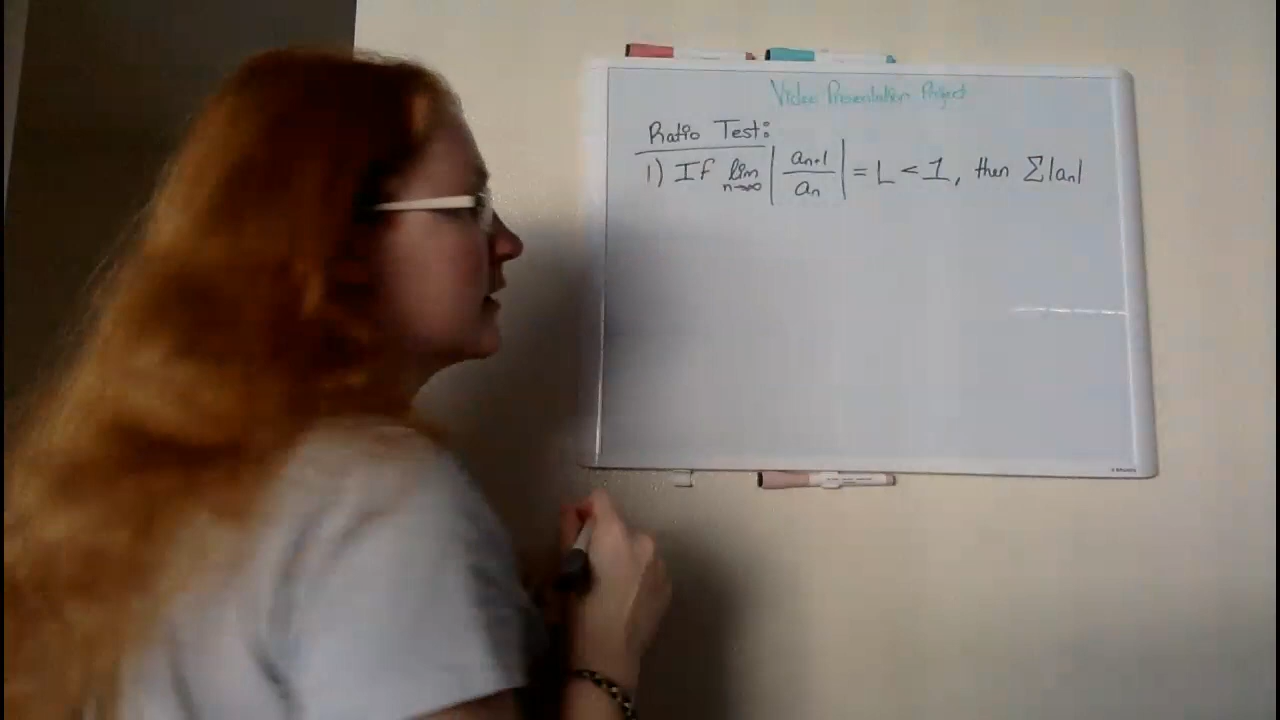 Video Presentation Project
Ratio Test:
1) If lim n→∞ | aₙ₊₁ / aₙ | = L < 1, then Σ|aₙ|